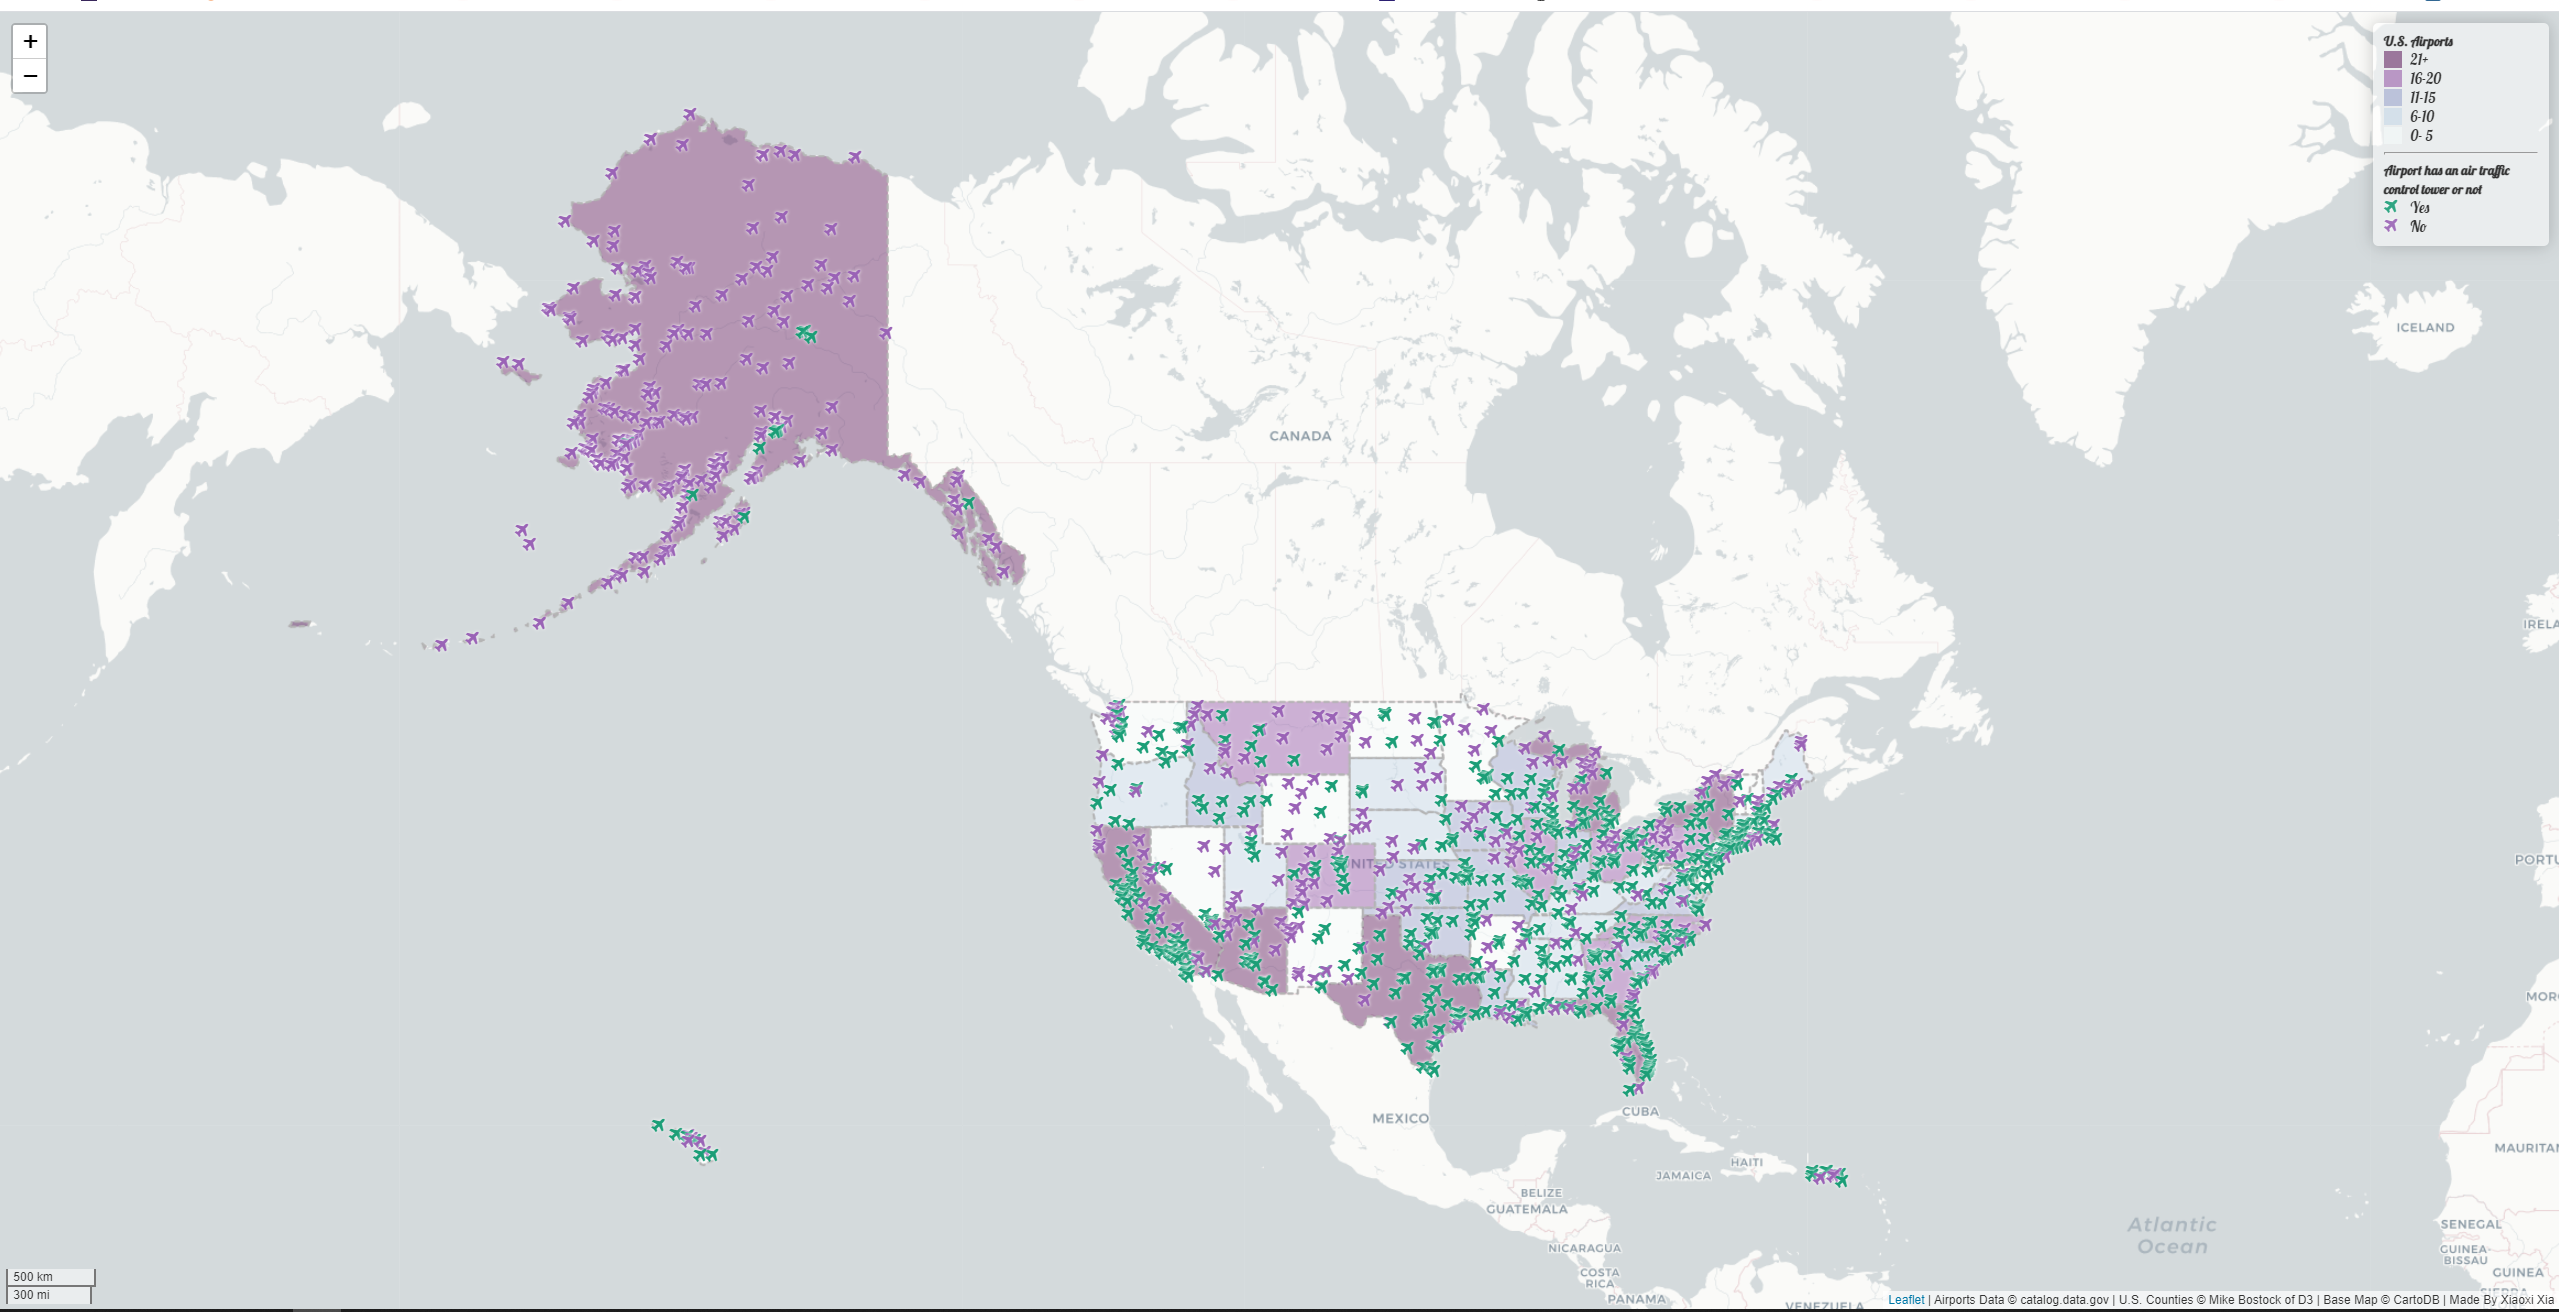 +
−
U.S. Airports
21+
16-20
11-15
6-10
0- 5
Airport has an air traffic
control tower or not
Yes
No
ICELAND
CANADA
IRELA
PORTU
UNITED STATES
MOR
MEXICO
CUBA
HAITI
JAMAICA
MAURITAN
BELIZE
GUATEMALA
Atlantic
Ocean
SENEGAL
NICARAGUA
GUINEA-
BISSAU
COSTA
RICA
GUINEA
PANAMA
VENEZUELA
500 km
300 mi
Leaflet | Airports Data © catalog.data.gov | U.S. Counties © Mike Bostock of D3 | Base Map © CartoDB | Made By Xiaoxi Xia